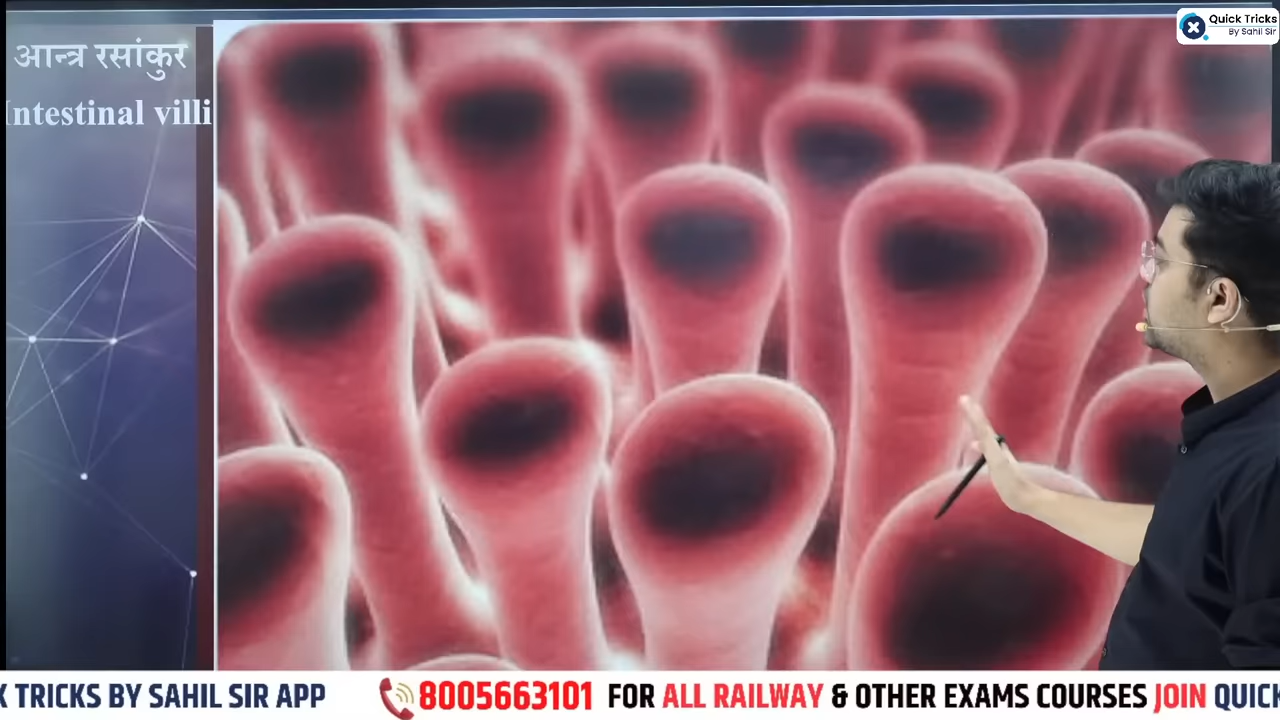 आन्त्र रसांकुर
Intestinal villi
Quick Tricks
By Sahil Sir
K TRICKS BY SAHIL SIR APP
8005663101
FOR ALL RAILWAY & OTHER EXAMS COURSES JOIN QUICK